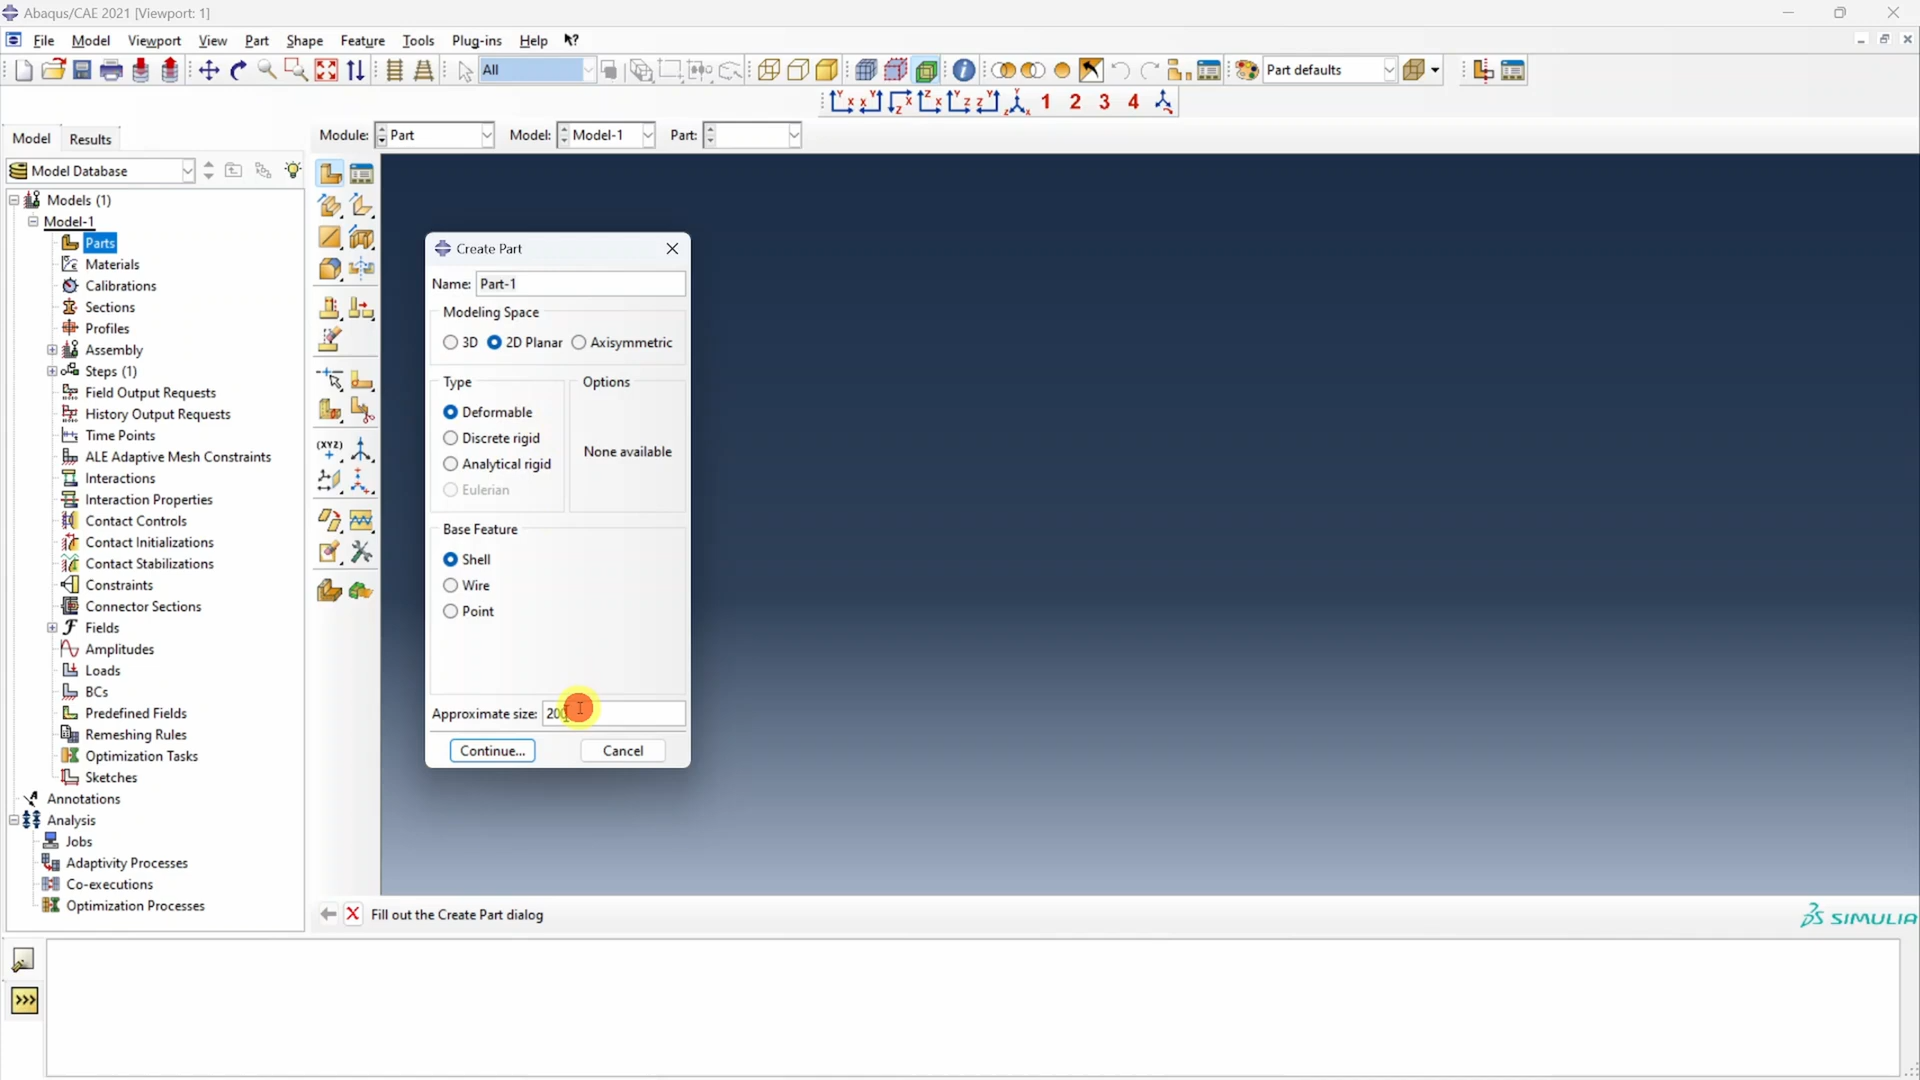 Abaqus/CAE 2021 [Viewport: 1]
File Model Viewport View Part Shape Feature Tools Plug-ins Help
All
Part defaults
1 2 3 4
Model Results
Module: Part Model: Model-1 Part:
Model Database
Models (1)
Model-1
Parts
Materials
Calibrations
Sections
Profiles
Assembly
Steps (1)
Field Output Requests
History Output Requests
Time Points
ALE Adaptive Mesh Constraints
Interactions
Interaction Properties
Contact Controls
Contact Initializations
Contact Stabilizations
Constraints
Connector Sections
Fields
Amplitudes
Loads
BCs
Predefined Fields
Remeshing Rules
Optimization Tasks
Sketches
Annotations
Analysis
Jobs
Adaptivity Processes
Co-executions
Optimization Processes
(XYZ)
Create Part
Name: Part-1
Modeling Space
3D 2D Planar Axisymmetric
Type Options
Deformable
Discrete rigid
Analytical rigid
Eulerian
None available
Base Feature
Shell
Wire
Point
Approximate size: 200
Continue... Cancel
Fill out the Create Part dialog
SIMULIA
>>>